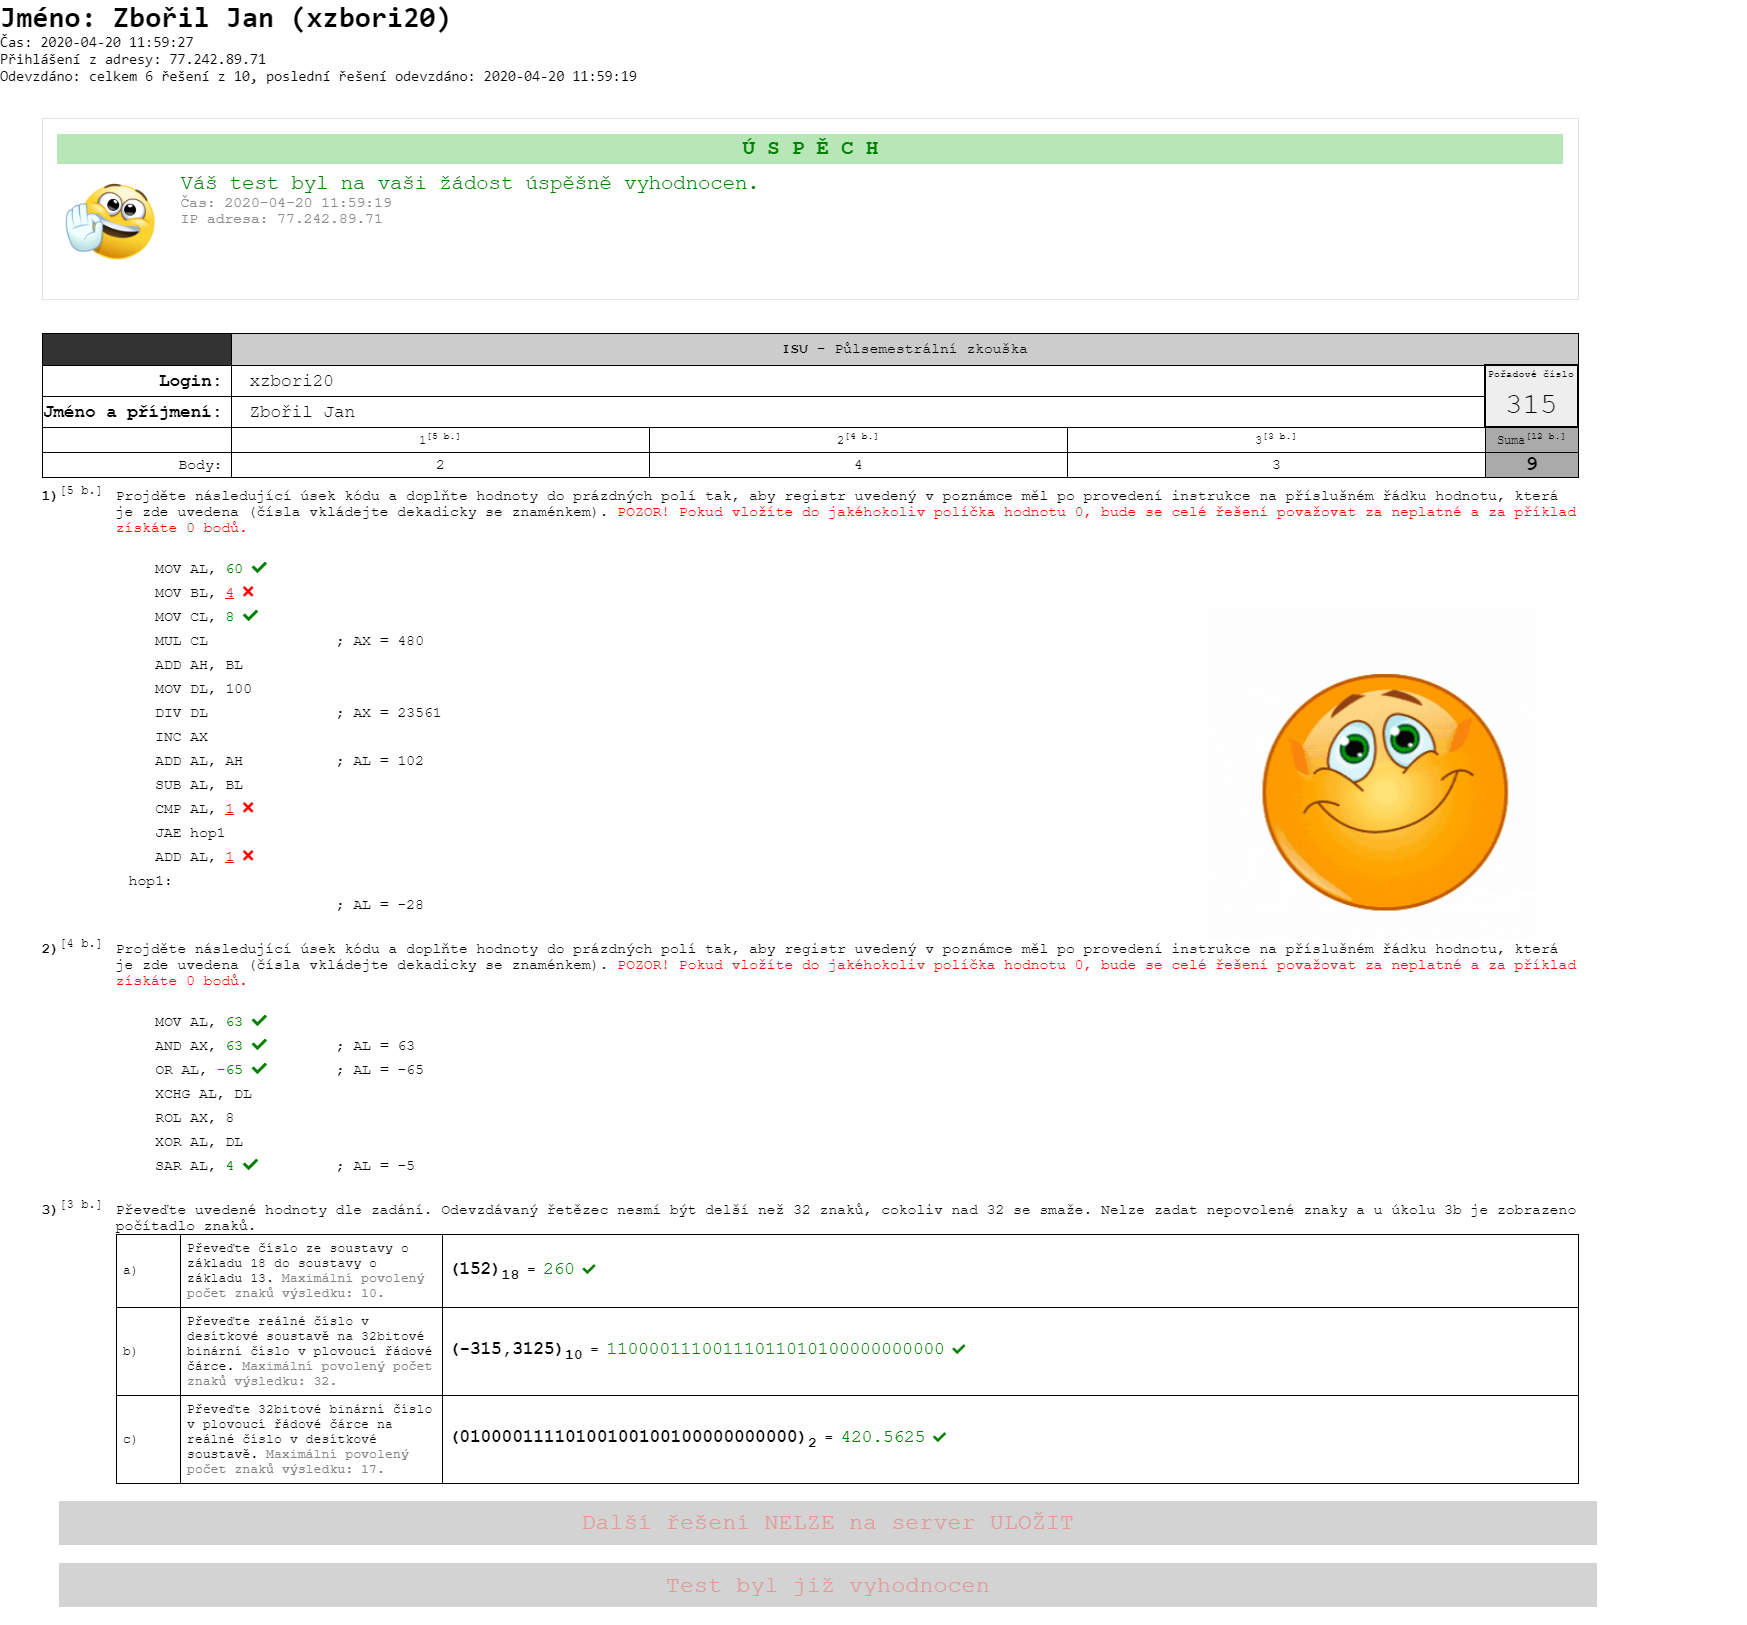 Jméno: Zbořil Jan (xzbori20)
Čas: 2020-04-20 11:59:27
Přihlášení z adresy: 77.242.89.71
Odevzdáno: celkem 6 řešení z 10, poslední řešení odevzdáno: 2020-04-20 11:59:19
Ú S P Ě C H
Váš test byl na vaši žádost úspěšně vyhodnocen.
Čas: 2020-04-20 11:59:19
IP adresa: 77.242.89.71
ISU - Půlsemestrální zkouška
Login: xzbori20
Pořadové číslo
315
Jméno a příjmení: Zbořil Jan
1[5 b.] 2[4 b.] 3[3 b.] Suma[12 b.]
Body: 2 4 3 9
1)[5 b.] Projděte následující úsek kódu a doplňte hodnoty do prázdných polí tak, aby registr uvedený v poznámce měl po provedení instrukce na příslušném řádku hodnotu, která
je zde uvedena (čísla vkládejte dekadicky se znaménkem). POZOR! Pokud vložíte do jakéhokoliv políčka hodnotu 0, bude se celé řešení považovat za neplatné a za příklad
získáte 0 bodů.
MOV AL, 60 ✔
MOV BL, 4 ✖
MOV CL, 8 ✔
MUL CL ; AX = 480
ADD AH, BL
MOV DL, 100
DIV DL ; AX = 23561
INC AX
ADD AL, AH ; AL = 102
SUB AL, BL
CMP AL, 1 ✖
JAE hop1
ADD AL, 1 ✖
hop1:
; AL = -28
2)[4 b.] Projděte následující úsek kódu a doplňte hodnoty do prázdných polí tak, aby registr uvedený v poznámce měl po provedení instrukce na příslušném řádku hodnotu, která
je zde uvedena (čísla vkládejte dekadicky se znaménkem). POZOR! Pokud vložíte do jakéhokoliv políčka hodnotu 0, bude se celé řešení považovat za neplatné a za příklad
získáte 0 bodů.
MOV AL, 63 ✔
AND AX, 63 ✔ ; AL = 63
OR AL, -65 ✔ ; AL = -65
XCHG AL, DL
ROL AX, 8
XOR AL, DL
SAR AL, 4 ✔ ; AL = -5
3)[3 b.] Převeďte uvedené hodnoty dle zadání. Odevzdávaný řetězec nesmí být delší než 32 znaků, cokoliv nad 32 se smaže. Nelze zadat nepovolené znaky a u úkolu 3b je zobrazeno
počítadlo znaků.
a)
Převeďte číslo ze soustavy o
základu 18 do soustavy o
základu 13. Maximální povolený
počet znaků výsledku: 10.
(152)18 = 260 ✔
b)
Převeďte reálné číslo v
desítkové soustavě na 32bitové
binární číslo v plovoucí řádové
čárce. Maximální povolený počet
znaků výsledku: 32.
(-315,3125)10 = 11000011100111011010100000000000 ✔
c)
Převeďte 32bitové binární číslo
v plovoucí řádové čárce na
reálné číslo v desítkové
soustavě. Maximální povolený
počet znaků výsledku: 17.
(01000011110100100100100000000000)2 = 420.5625 ✔
Další řešení NELZE na server ULOŽIT
Test byl již vyhodnocen